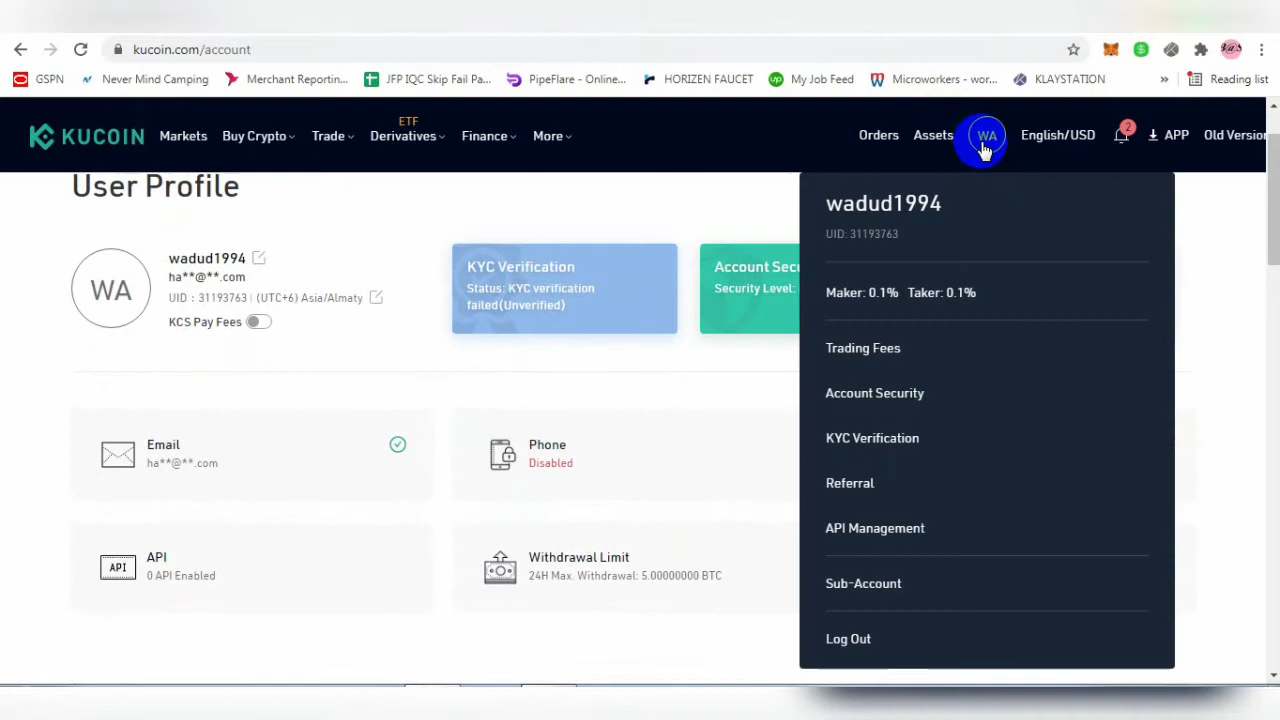 kucoin.com/account
GSPN
Never Mind Camping
Merchant Reportin...
JFP IQC Skip Fail Pa...
PipeFlare - Online...
HORIZEN FAUCET
My Job Feed
Microworkers - wor...
KLAYSTATION
»
Reading list
KUCOIN
Markets
Buy Crypto
Trade
ETF
Derivatives
Finance
More
Orders
Assets
WA
English/USD
2
APP
Old Version
User Profile
WA
wadud1994
ha**@**.com
UID : 31193763 | (UTC+6) Asia/Almaty
KCS Pay Fees
KYC Verification
Status: KYC verification
failed(Unverified)
Account Secu
Security Level:
Email
ha**@**.com
Phone
Disabled
API
API
0 API Enabled
Withdrawal Limit
24H Max. Withdrawal: 5.00000000 BTC
wadud1994
UID: 31193763
Maker: 0.1% Taker: 0.1%
Trading Fees
Account Security
KYC Verification
Referral
API Management
Sub-Account
Log Out